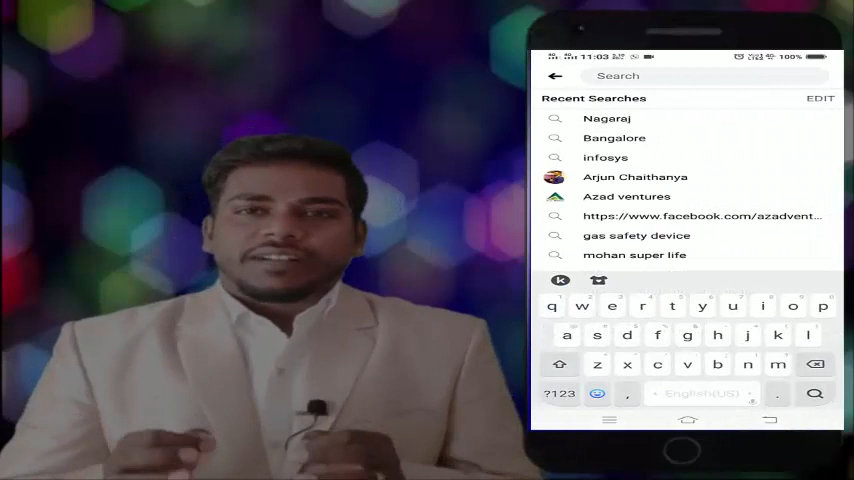 11:03
100%
Search
Recent Searches
EDIT
Nagaraj
Bangalore
infosys
Arjun Chaithanya
Azad ventures
https://www.facebook.com/azadvent...
gas safety device
mohan super life
k
q w e r t y u i o p
a s d f g h j k l
z x c v b n m
?123 , English(US) .